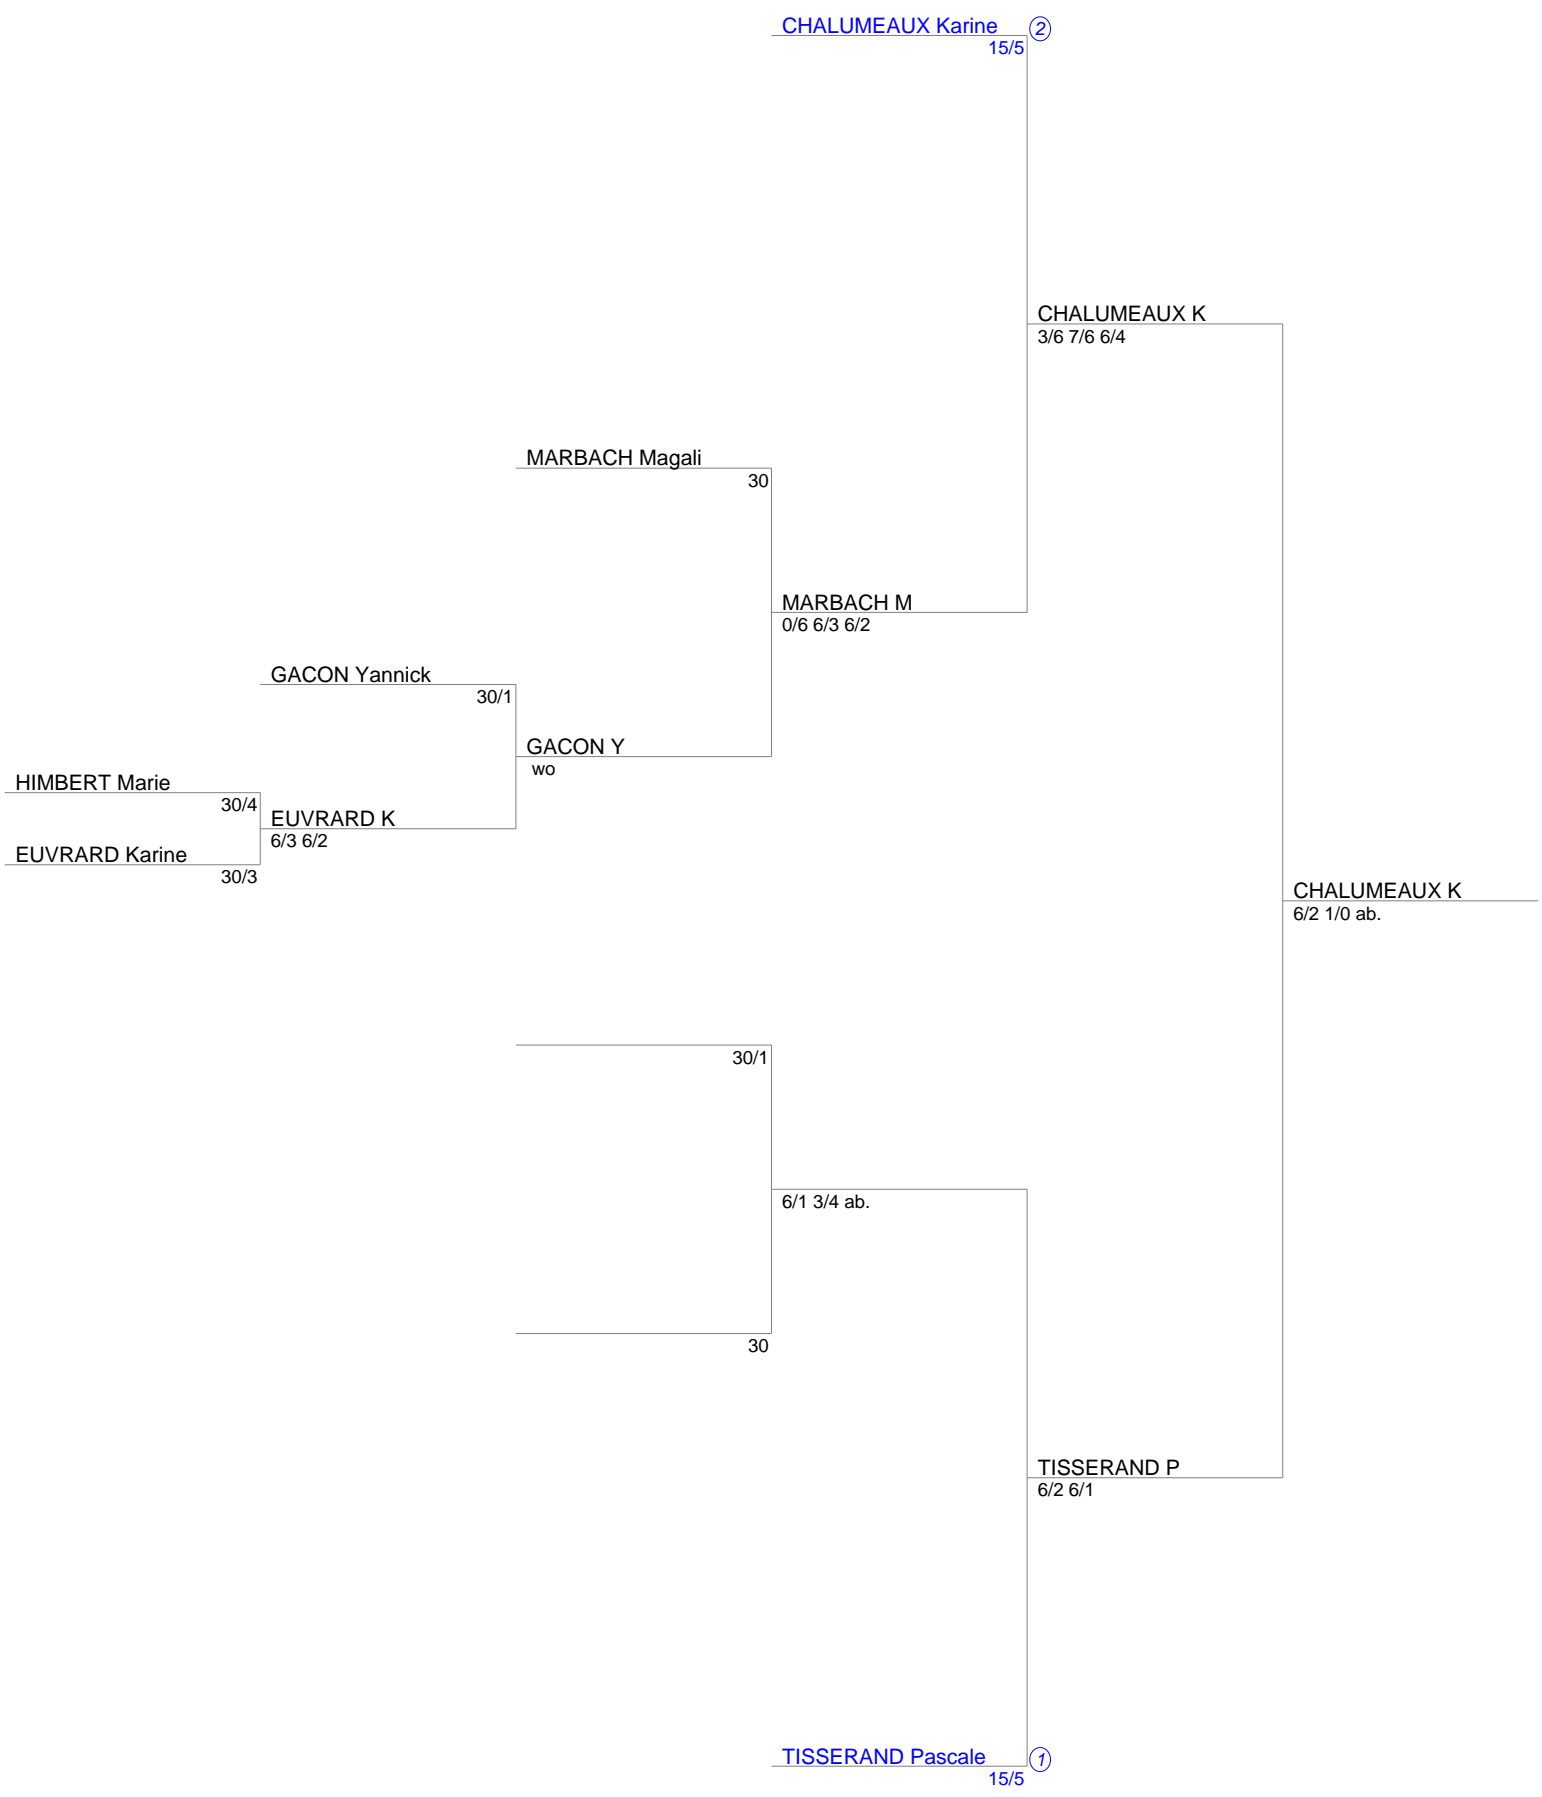 CHALUMEAUX Karine 2
15/5
CHALUMEAUX K
3/6 7/6 6/4
MARBACH Magali
30
MARBACH M
0/6 6/3 6/2
GACON Yannick
30/1
GACON Y
wo
HIMBERT Marie
30/4
EUVRARD K
6/3 6/2
EUVRARD Karine
30/3
CHALUMEAUX K
6/2 1/0 ab.
30/1
6/1 3/4 ab.
30
TISSERAND P
6/2 6/1
TISSERAND Pascale 1
15/5